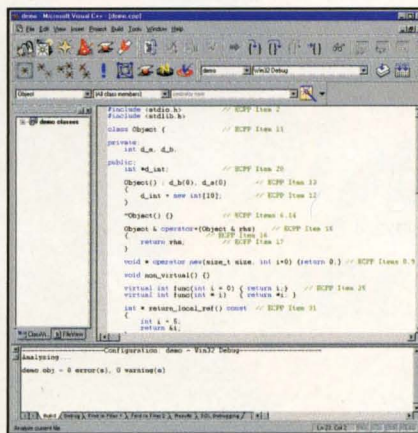 demo - Microsoft Visual C++ - [demo.cpp]
File Edit View Insert Project Build Tools Window Help
demo Win32 Debug
Object [All class members]
demo classes
#include <stdio.h> // ECPP Item 2
#include <stdlib.h>
class Object { // ECPP Item 11
private:
int d_a, d_b;
public:
int *d_int; // ECPP Item 20
Object() : d_b(0), d_a(0) // ECPP Item 13
{
d_int = new int[10]; // ECPP Item 12
}
~Object() {} // ECPP Items 6,14
Object & operator=(Object & rhs) // ECPP Item 15
{ // ECPP Item 16
return rhs; // ECPP Item 17
}
void * operator new(size_t size, int i=0) {return 0;} // ECPP Items 8,9
void non_virtual() {}
virtual int func(int i = 0) { return i;} // ECPP Item 25
virtual int func(int * i) { return *i; }
int * return_local_ref() const // ECPP Item 31
{
int i = 5;
return &i;
ClassVi... FileView
Configuration: demo - Win32 Debug
Analyzing...
demo.obj - 0 error(s), 0 warning(s)
Build Debug Find in Files 1 Find in Files 2 Results SQL Debugging
Analyze current file